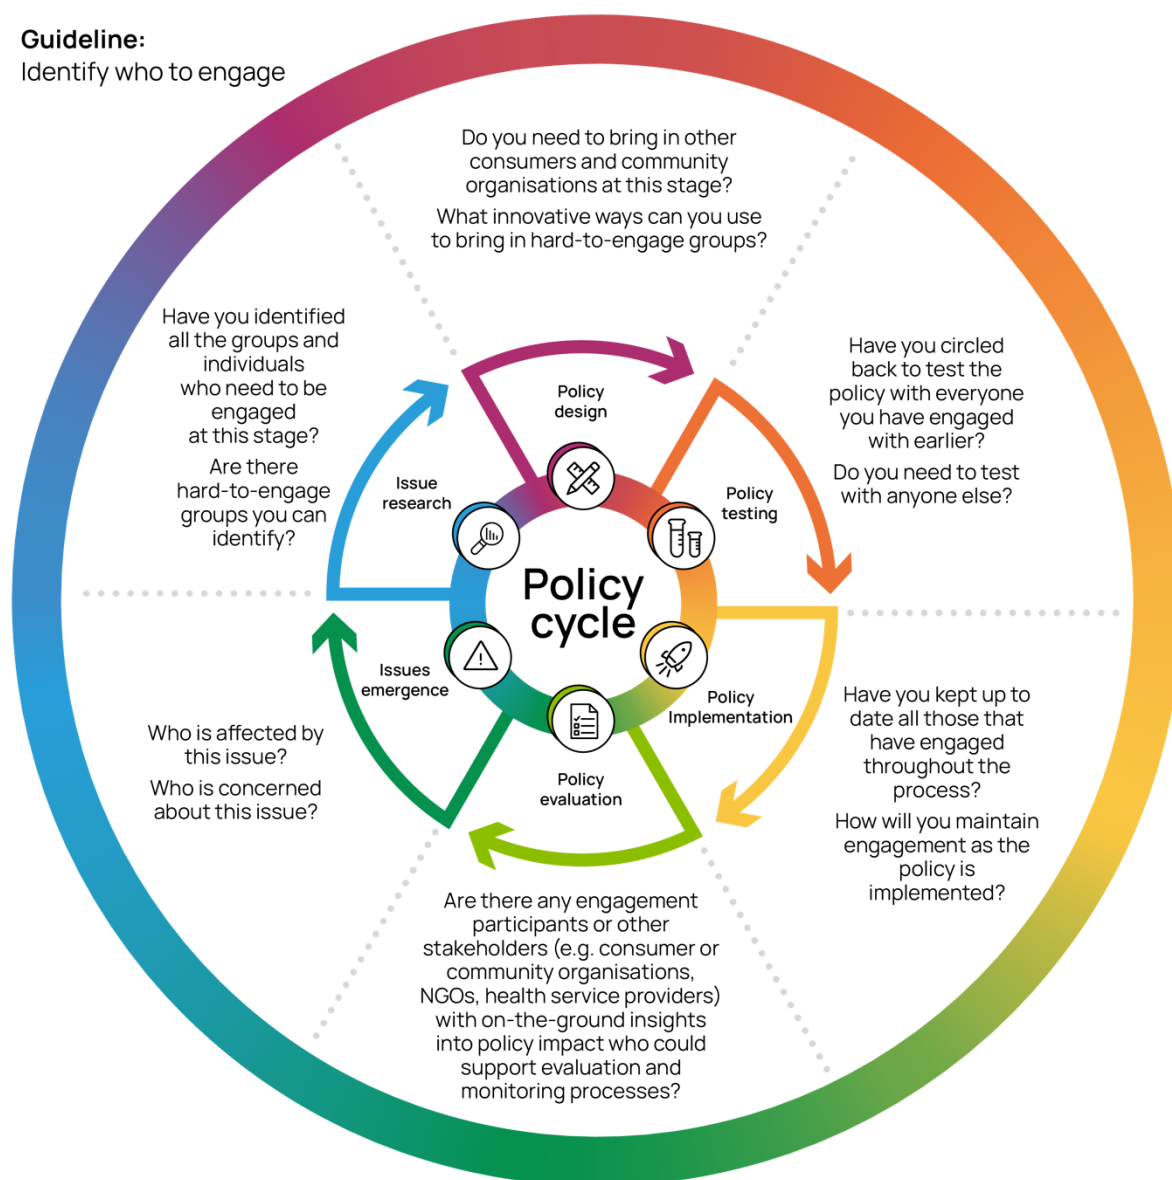 Guideline:
Identify who to engage
Do you need to bring in other
consumers and community
organisations at this stage?
What innovative ways can you use
to bring in hard-to-engage groups?
Have you identified
all the groups and
individuals
who need to be
engaged
at this stage?
Are there
hard-to-engage
groups you can
identify?
Have you circled
back to test the
policy with everyone
you have engaged
with earlier?
Do you need to test
with anyone else?
Policy
design
Issue
research
Policy
testing
Policy
cycle
Issues
emergence
Policy
Implementation
Policy
evaluation
Who is affected by
this issue?
Who is concerned
about this issue?
Have you kept up to
date all those that
have engaged
throughout the
process?
How will you maintain
engagement as the
policy is
implemented?
Are there any engagement
participants or other
stakeholders (e.g. consumer or
community organisations,
NGOs, health service providers)
with on-the-ground insights
into policy impact who could
support evaluation and
monitoring processes?